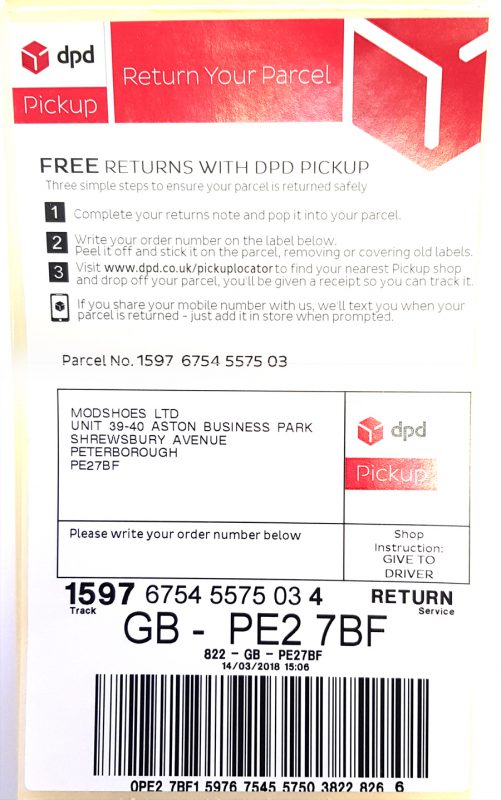 dpd
Pickup
Return Your Parcel
FREE RETURNS WITH DPD PICKUP
Three simple steps to ensure your parcel is returned safely
1 Complete your returns note and pop it into your parcel.
2 Write your order number on the label below.
Peel it off and stick it on the parcel, removing or covering old labels.
3 Visit www.dpd.co.uk/pickuplocator to find your nearest Pickup shop
and drop off your parcel, you'll be given a receipt so you can track it.
If you share your mobile number with us, we'll text you when your
parcel is returned - just add it in store when prompted.
Parcel No. 1597 6754 5575 03
MODSHOES LTD
UNIT 39-40 ASTON BUSINESS PARK
SHREWSBURY AVENUE
PETERBOROUGH
PE27BF
dpd
Pickup
Please write your order number below
Shop
Instruction:
GIVE TO
DRIVER
1597 6754 5575 03 4
Track
RETURN
Service
GB - PE2 7BF
822 - GB - PE27BF
14/03/2018 15:06
0PE2 7BF1 5976 7545 5750 3822 826 6